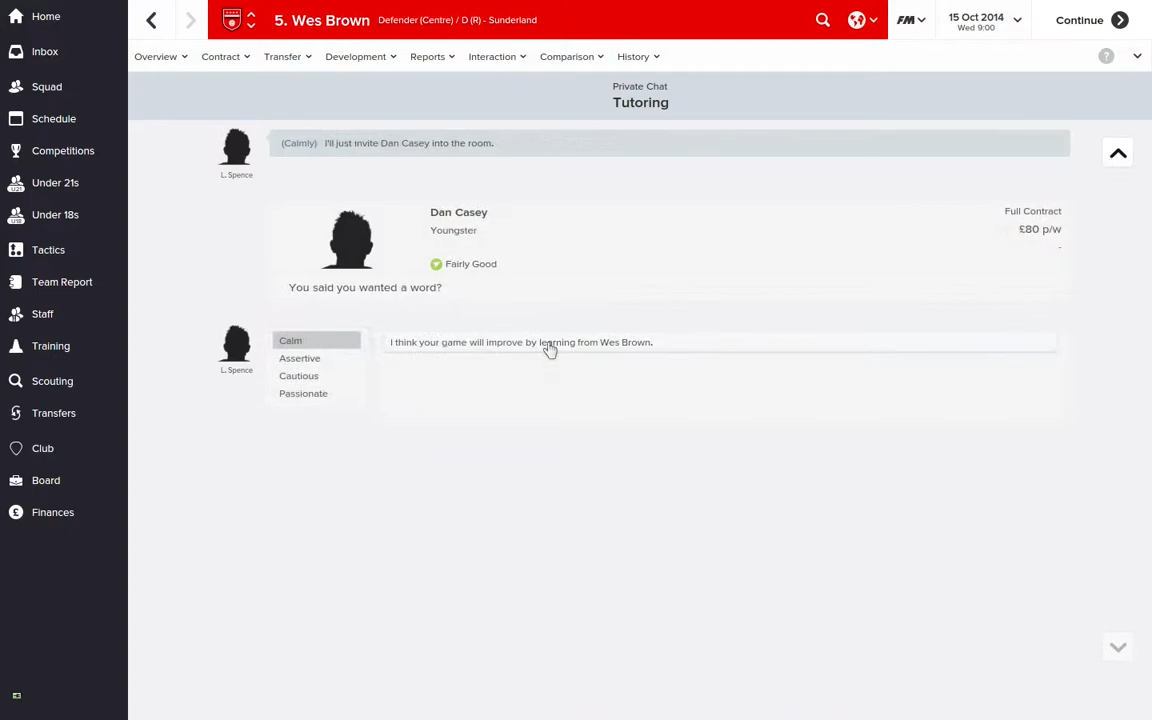 Home
Inbox
Squad
Schedule
Competitions
Under 21s
Under 18s
Tactics
Team Report
Staff
Training
Scouting
Transfers
Club
Board
Finances
5. Wes Brown
Defender (Centre) / D (R) - Sunderland
FM
15 Oct 2014
Wed 9:00
Continue
Overview
Contract
Transfer
Development
Reports
Interaction
Comparison
History
?
Private Chat
Tutoring
(Calmly) I'll just invite Dan Casey into the room.
L. Spence
Dan Casey
Youngster
Fairly Good
Full Contract
£80 p/w
-
You said you wanted a word?
L. Spence
Calm
Assertive
Cautious
Passionate
I think your game will improve by learning from Wes Brown.